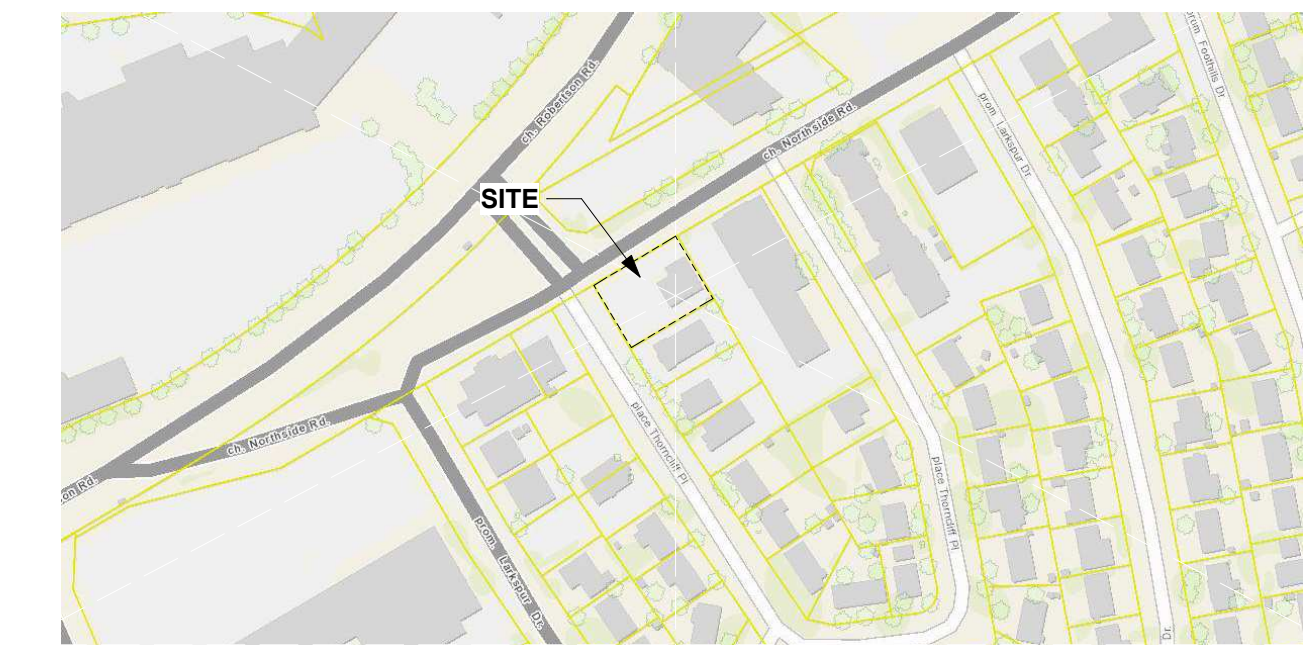 ch. Robertson Rd.
ch. Northside Rd.
prom Larkspur Dr.
prom Foothills Dr.
SITE
ch. Northside Rd.
on Rd.
place Thorncliff Pl
place Thorncliff Pl
prom. Larkspur Dr.
Dr.